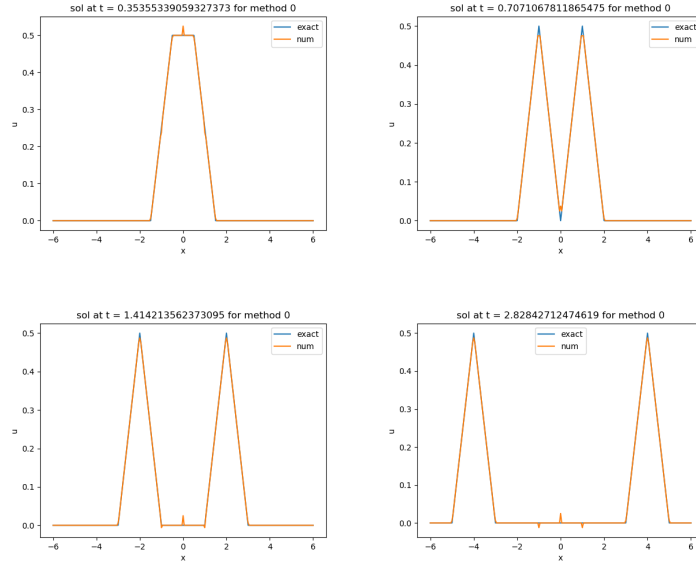 sol at t = 0.35355339059327373 for method 0
exact
num
0.5
0.4
0.3
0.2
0.1
0.0
u
−6 −4 −2 0 2 4 6
x
sol at t = 0.7071067811865475 for method 0
exact
num
0.5
0.4
0.3
0.2
0.1
0.0
u
−6 −4 −2 0 2 4 6
x
sol at t = 1.414213562373095 for method 0
exact
num
0.5
0.4
0.3
0.2
0.1
0.0
u
−6 −4 −2 0 2 4 6
x
sol at t = 2.82842712474619 for method 0
exact
num
0.5
0.4
0.3
0.2
0.1
0.0
u
−6 −4 −2 0 2 4 6
x